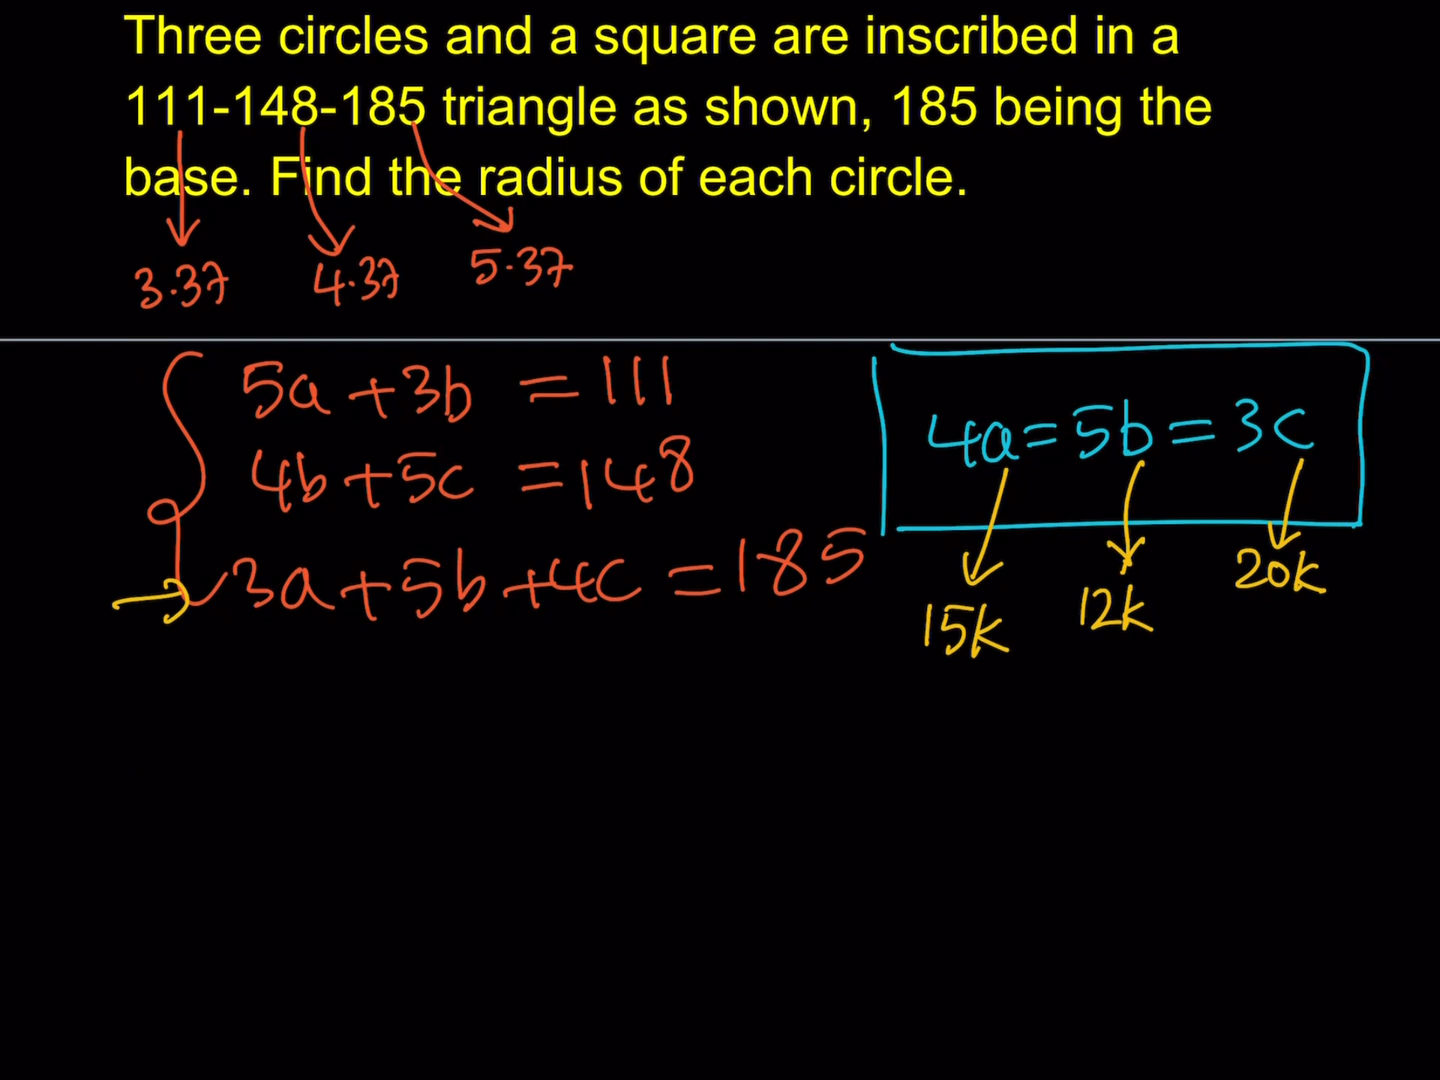 Three circles and a square are inscribed in a
111-148-185 triangle as shown, 185 being the
base. Find the radius of each circle.
3·37 4·37 5·37
5a+3b = 111
4b+5c = 148
3a+5b+4c = 185
4a=5b=3c
15k 12k 20k